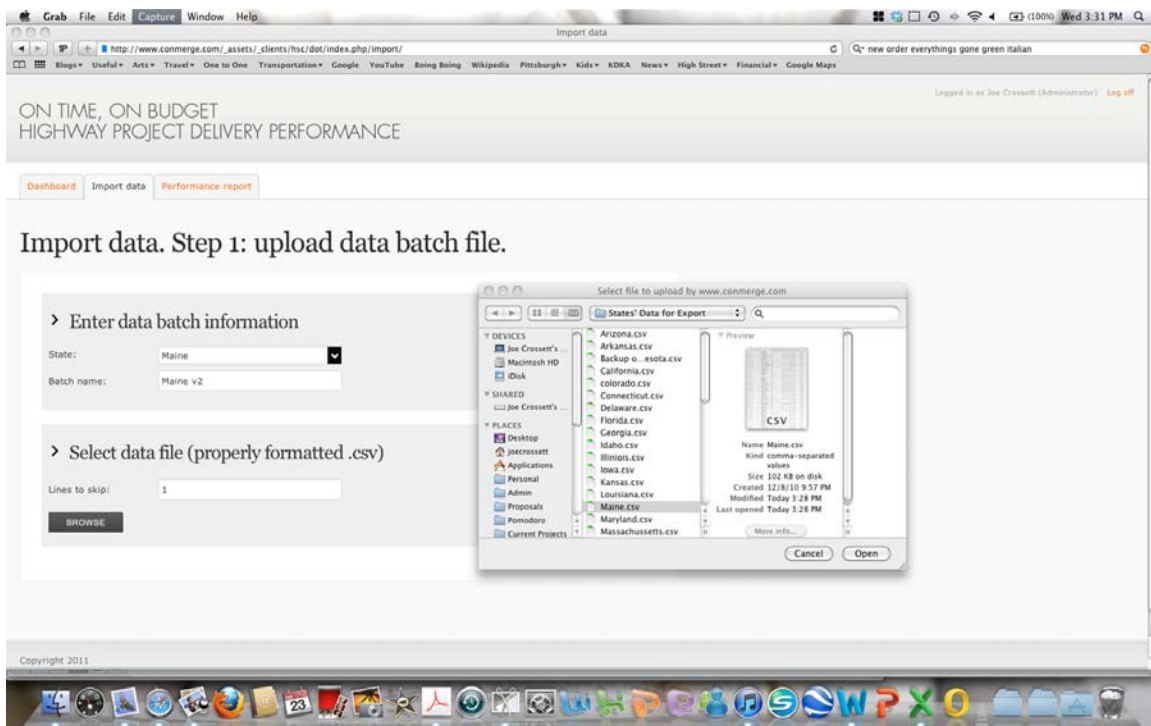 Grab File Edit Capture Window Help
(100%) Wed 3:31 PM
Import data
http://www.conmerge.com/_assets/_clients/hsc/dot/index.php/import/
new order everythings gone green italian
Blogs Useful Arts Travel One to One Transportation Google YouTube Boing Boing Wikipedia Pittsburgh Kids KDKA News High Street Financial Google Maps
Logged in as Joe Crossett (Administrator) Log off
ON TIME, ON BUDGET
HIGHWAY PROJECT DELIVERY PERFORMANCE
Dashboard Import data Performance report
Import data. Step 1: upload data batch file.
> Enter data batch information
State: Maine
Batch name: Maine v2
> Select data file (properly formatted .csv)
Lines to skip: 1
BROWSE
Select file to upload by www.conmerge.com
States' Data for Export
DEVICES
Joe Crossett's ...
Macintosh HD
iDisk
SHARED
Joe Crossett's ...
PLACES
Desktop
joecrossett
Applications
Personal
Admin
Proposals
Pomodoro
Current Projects
Arizona.csv
Arkansas.csv
Backup o...esota.csv
California.csv
colorado.csv
Connecticut.csv
Delaware.csv
Florida.csv
Georgia.csv
Idaho.csv
Illiniois.csv
Iowa.csv
Kansas.csv
Louisiana.csv
Maine.csv
Maryland.csv
Massachussetts.csv
Preview:
CSV
Name Maine.csv
Kind comma-separated
values
Size 102 KB on disk
Created 12/8/10 9:57 PM
Modified Today 3:28 PM
Last opened Today 3:28 PM
More info...
Cancel Open
Copyright 2011
23